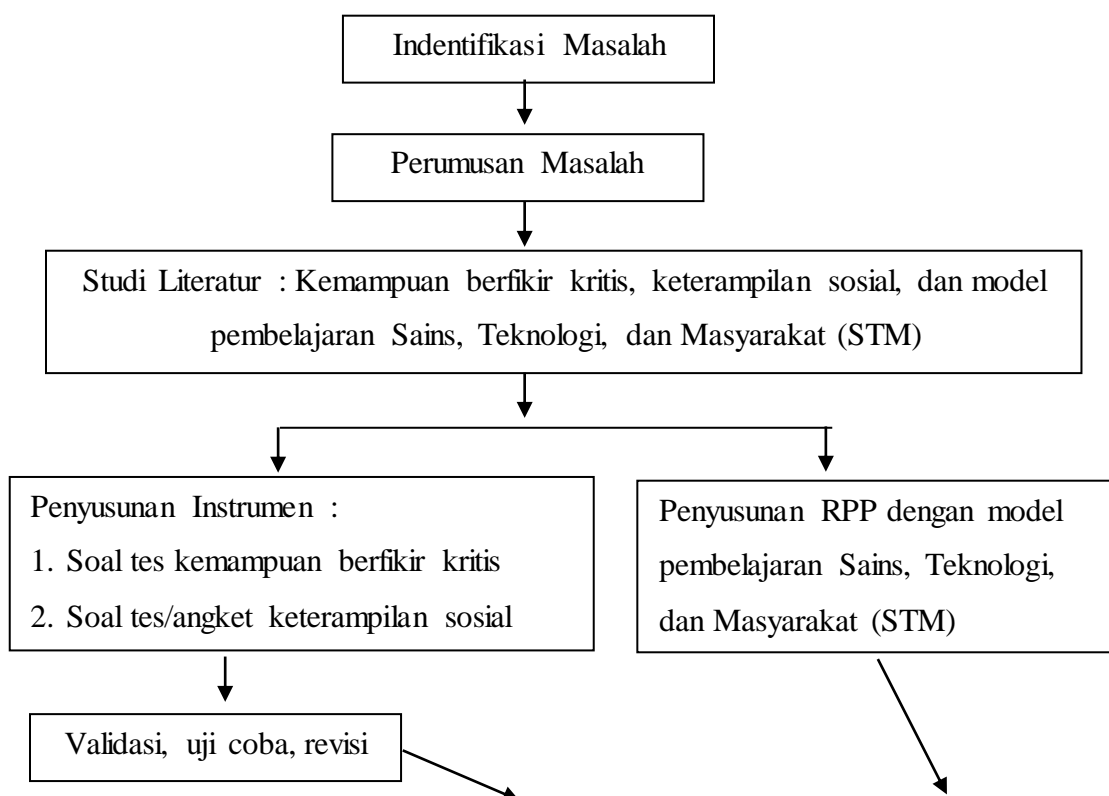 Indentifikasi Masalah
Perumusan Masalah
Studi Literatur : Kemampuan berfikir kritis, keterampilan sosial, dan model
pembelajaran Sains, Teknologi, dan Masyarakat (STM)
Penyusunan Instrumen :
1. Soal tes kemampuan berfikir kritis
2. Soal tes/angket keterampilan sosial
Penyusunan RPP dengan model
pembelajaran Sains, Teknologi,
dan Masyarakat (STM)
Validasi, uji coba, revisi